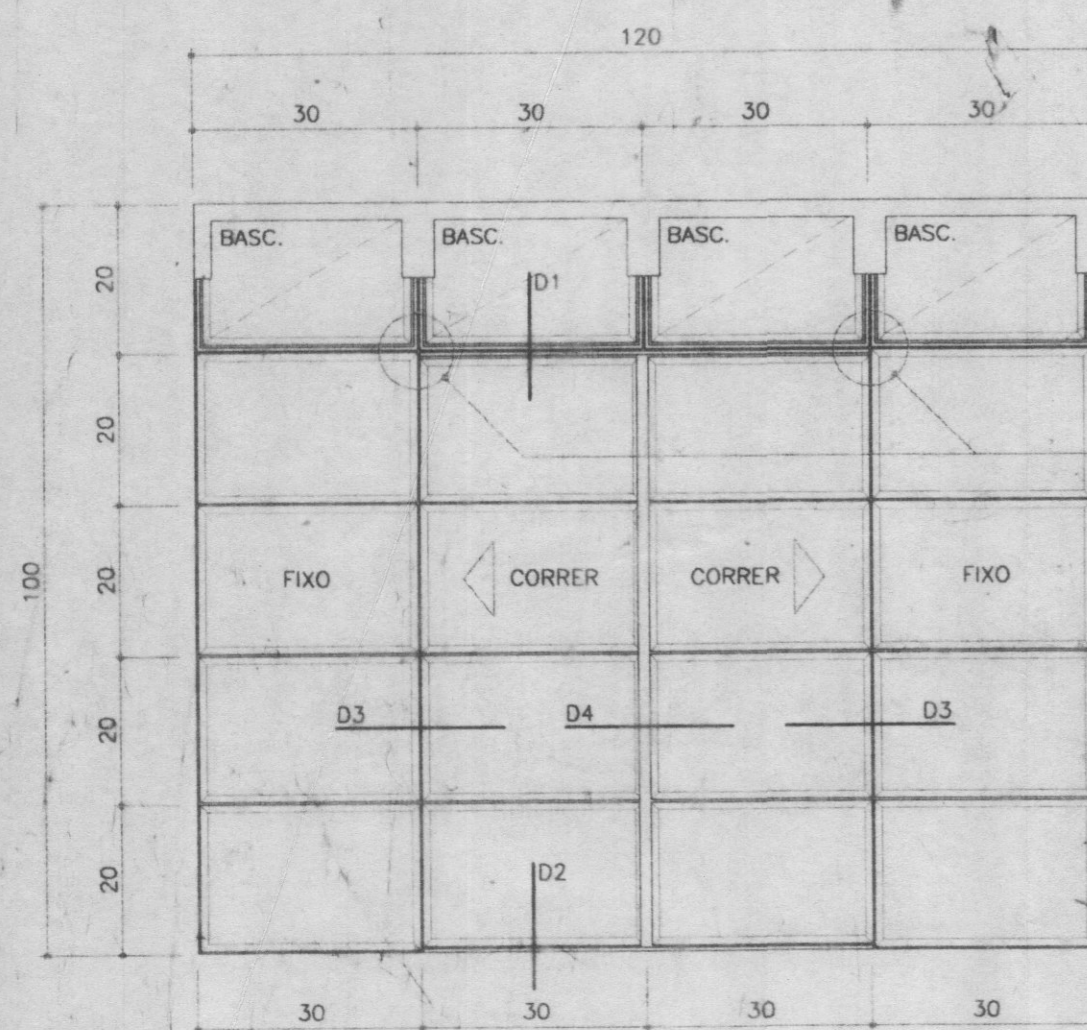 120
30 30 30 30
BASC. BASC. BASC. BASC.
20
D1
20
100
20
FIXO CORRER CORRER FIXO
20
D3 D4 D3
20
D2
30 30 30 30